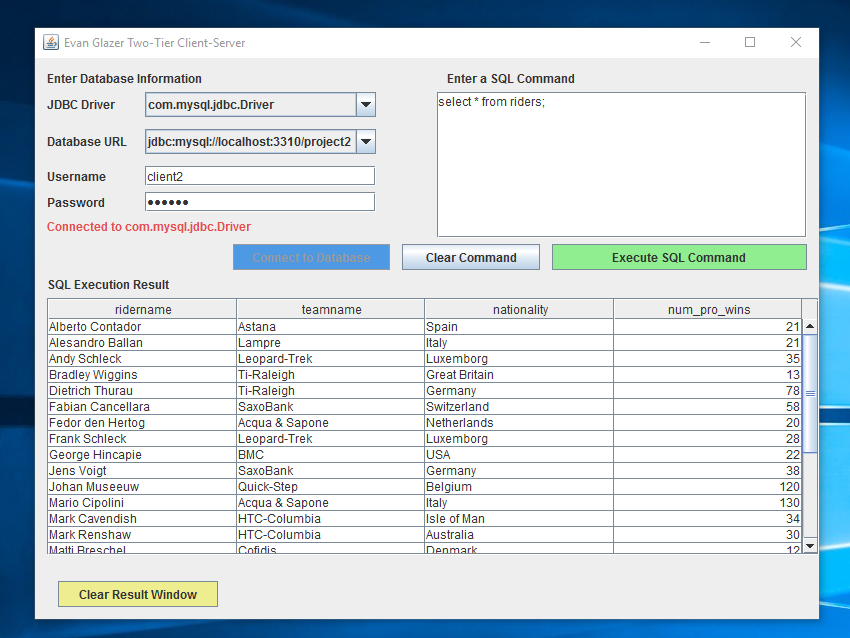 Evan Glazer Two-Tier Client-Server
Enter Database Information
JDBC Driver com.mysql.jdbc.Driver
Database URL jdbc:mysql://localhost:3310/project2
Username client2
Password ●●●●●●
Connected to com.mysql.jdbc.Driver
Enter a SQL Command
select * from riders;
Connect to Database Clear Command Execute SQL Command
SQL Execution Result
ridername teamname nationality num_pro_wins
Alberto Contador Astana Spain 21
Alesandro Ballan Lampre Italy 21
Andy Schleck Leopard-Trek Luxemborg 35
Bradley Wiggins Ti-Raleigh Great Britain 13
Dietrich Thurau Ti-Raleigh Germany 78
Fabian Cancellara SaxoBank Switzerland 58
Fedor den Hertog Acqua & Sapone Netherlands 20
Frank Schleck Leopard-Trek Luxemborg 28
George Hincapie BMC USA 22
Jens Voigt SaxoBank Germany 38
Johan Museeuw Quick-Step Belgium 120
Mario Cipolini Acqua & Sapone Italy 130
Mark Cavendish HTC-Columbia Isle of Man 34
Mark Renshaw HTC-Columbia Australia 30
Matti Breschel Cofidis Denmark 12
Clear Result Window